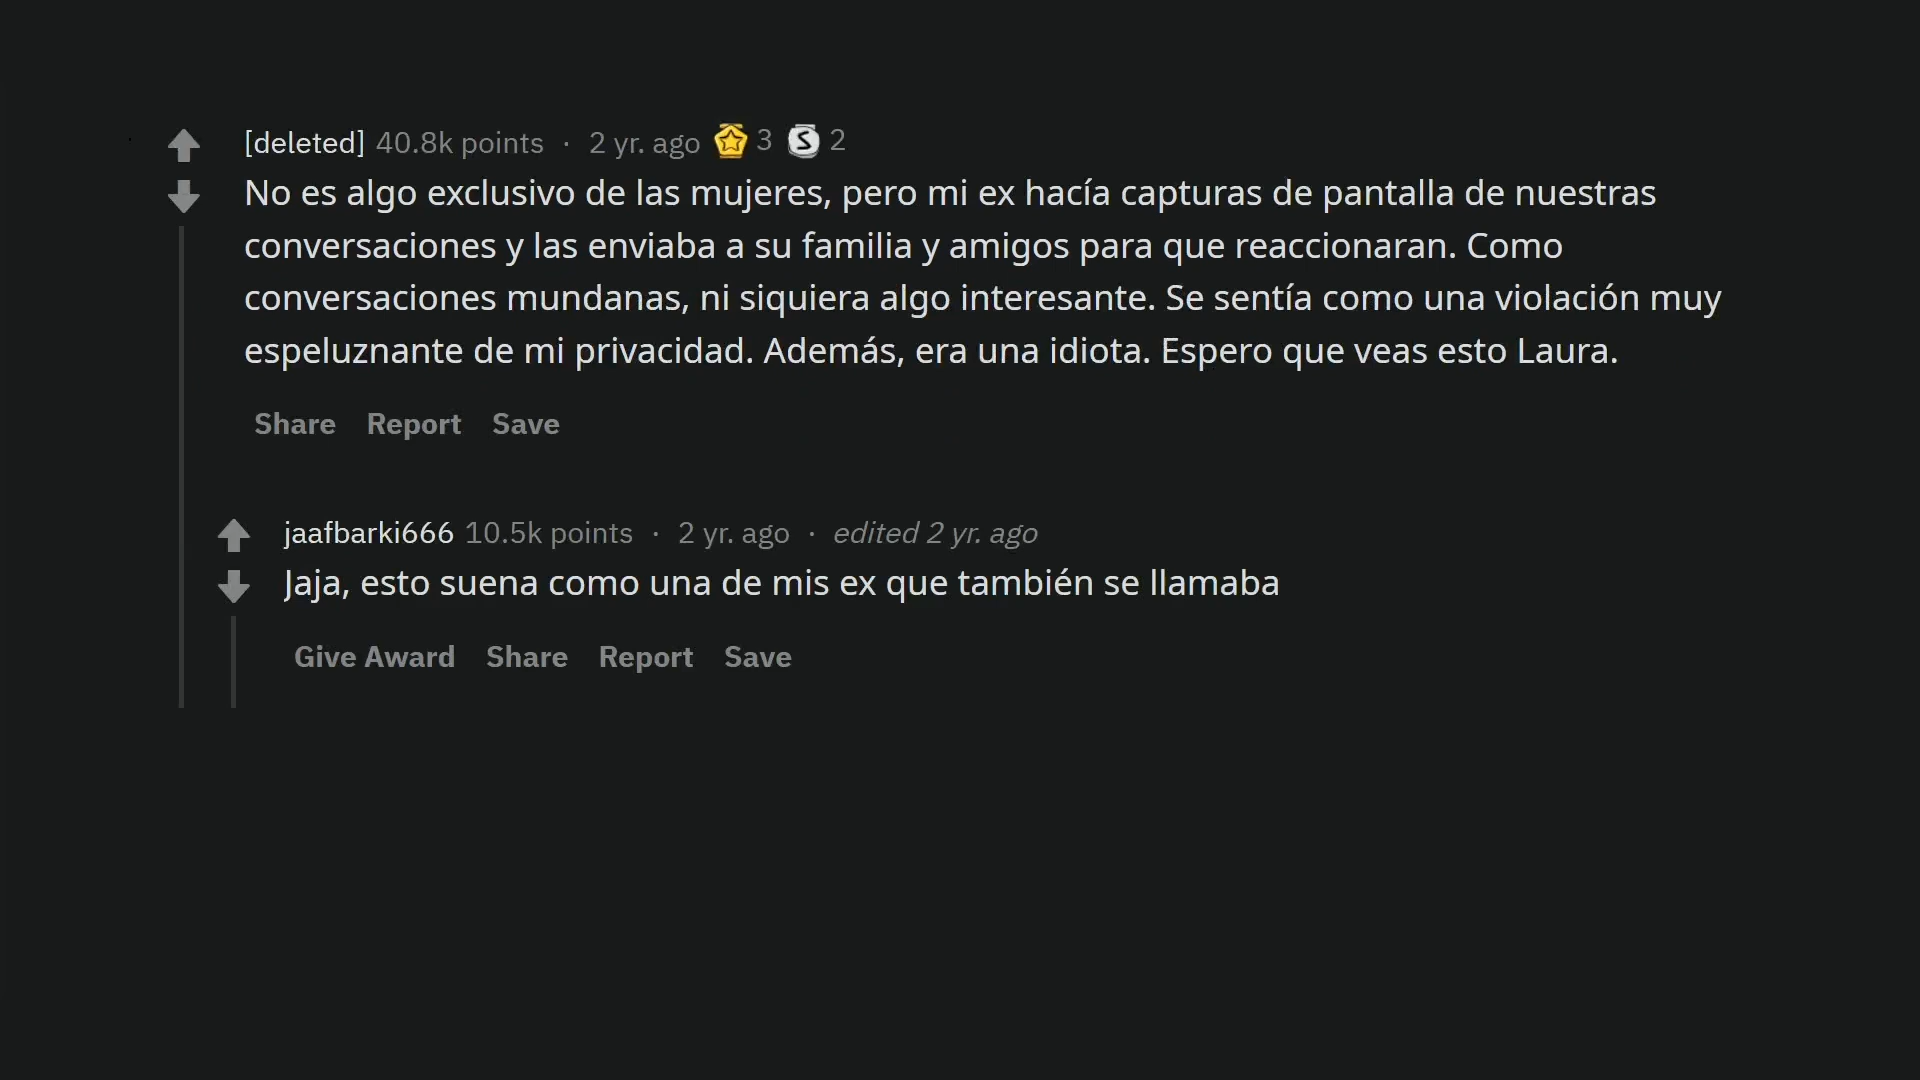 [deleted] 40.8k points · 2 yr. ago 3 S 2
No es algo exclusivo de las mujeres, pero mi ex hacía capturas de pantalla de nuestras
conversaciones y las enviaba a su familia y amigos para que reaccionaran. Como
conversaciones mundanas, ni siquiera algo interesante. Se sentía como una violación muy
espeluznante de mi privacidad. Además, era una idiota. Espero que veas esto Laura.
Share Report Save
jaafbarki666 10.5k points · 2 yr. ago · edited 2 yr. ago
Jaja, esto suena como una de mis ex que también se llamaba
Give Award Share Report Save